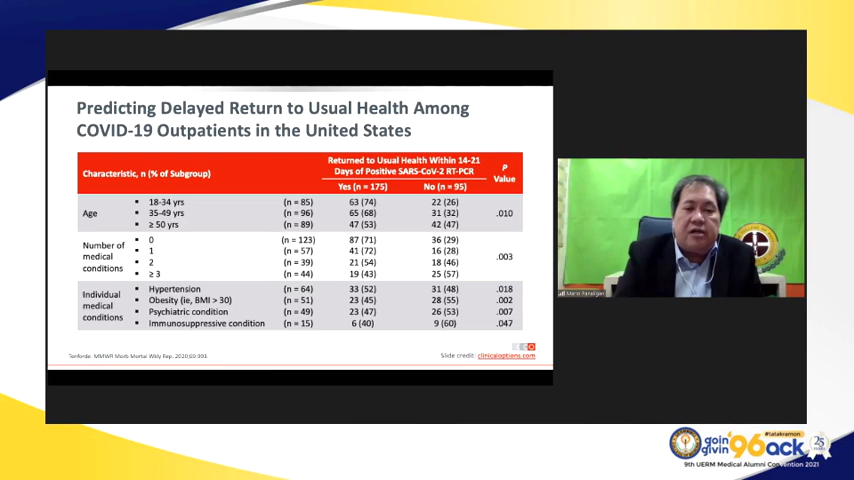 Predicting Delayed Return to Usual Health Among
COVID-19 Outpatients in the United States
Characteristic, n (% of Subgroup)
Returned to Usual Health Within 14-21
Days of Positive SARS-CoV-2 RT-PCR
P
Value
Yes (n = 175) No (n = 95)
Age
▪ 18-34 yrs (n = 85) 63 (74) 22 (26)
▪ 35-49 yrs (n = 96) 65 (68) 31 (32) .010
▪ ≥ 50 yrs (n = 89) 47 (53) 42 (47)
Number of
medical
conditions
▪ 0 (n = 123) 87 (71) 36 (29)
▪ 1 (n = 57) 41 (72) 16 (28)
.003
▪ 2 (n = 39) 21 (54) 18 (46)
▪ ≥ 3 (n = 44) 19 (43) 25 (57)
Individual
medical
conditions
▪ Hypertension (n = 64) 33 (52) 31 (48) .018
▪ Obesity (ie, BMI > 30) (n = 51) 23 (45) 28 (55) .002
▪ Psychiatric condition (n = 49) 23 (47) 26 (53) .007
▪ Immunosuppressive condition (n = 15) 6 (40) 9 (60) .047
Tenforde. MMWR Morb Mortal Wkly Rep. 2020;69:993.
Slide credit: clinicaloptions.com
CCO
Mario Panaligan
#latakramon
goin' '96 ack
givin'
25
9th UERM Medical Alumni Convention 2021